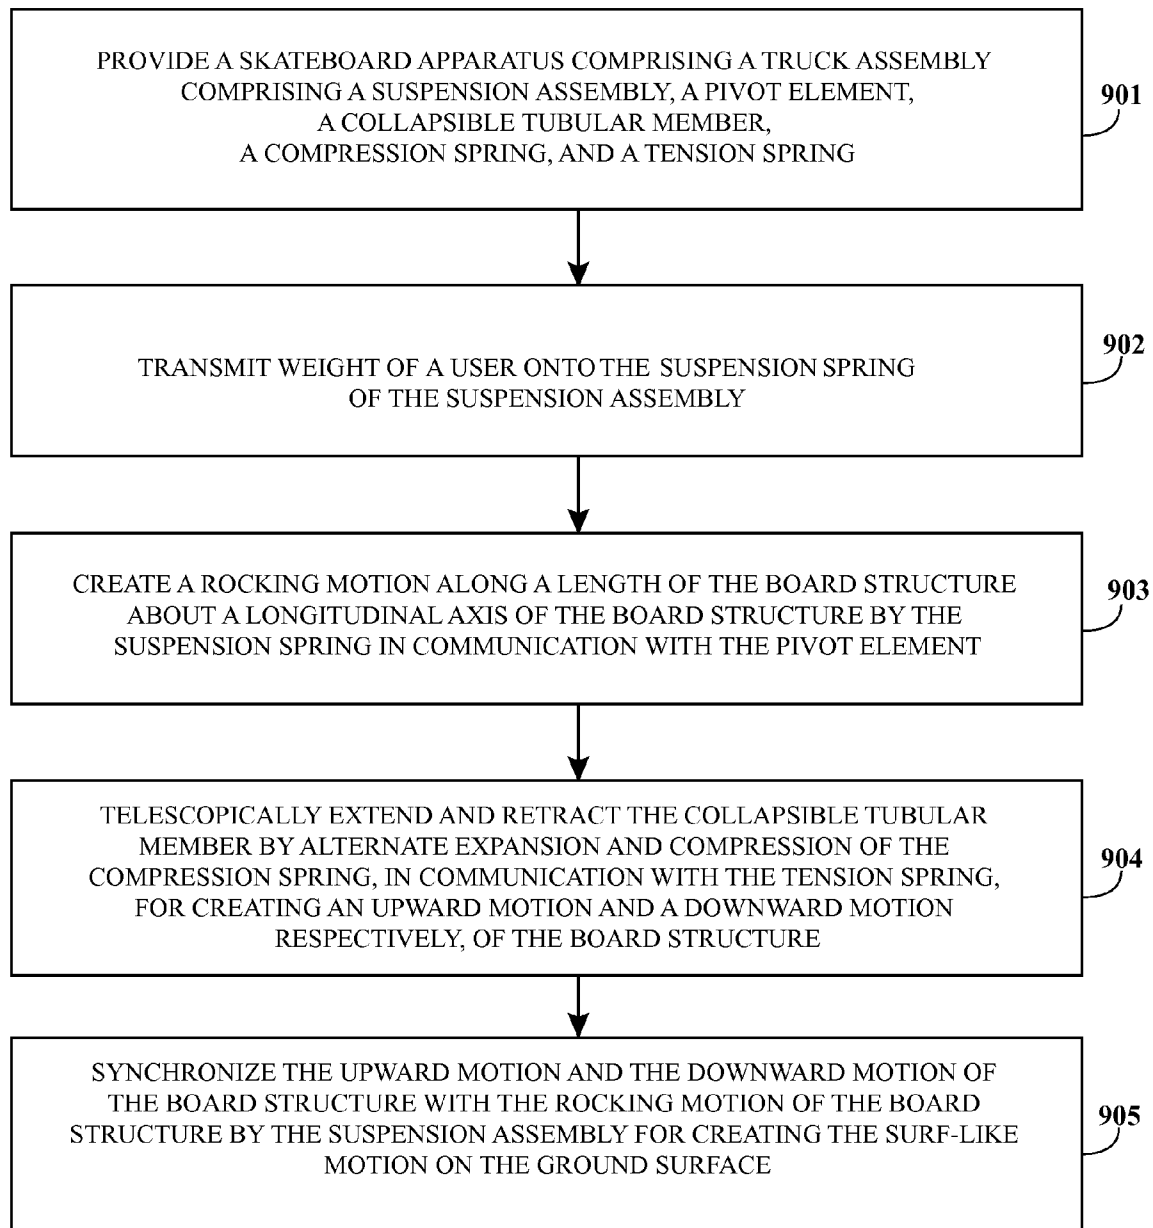 PROVIDE A SKATEBOARD APPARATUS COMPRISING A TRUCK ASSEMBLY
COMPRISING A SUSPENSION ASSEMBLY, A PIVOT ELEMENT,
A COLLAPSIBLE TUBULAR MEMBER,
A COMPRESSION SPRING, AND A TENSION SPRING
901
TRANSMIT WEIGHT OF A USER ONTO THE SUSPENSION SPRING
OF THE SUSPENSION ASSEMBLY
902
CREATE A ROCKING MOTION ALONG A LENGTH OF THE BOARD STRUCTURE
ABOUT A LONGITUDINAL AXIS OF THE BOARD STRUCTURE BY THE
SUSPENSION SPRING IN COMMUNICATION WITH THE PIVOT ELEMENT
903
TELESCOPICALLY EXTEND AND RETRACT THE COLLAPSIBLE TUBULAR
MEMBER BY ALTERNATE EXPANSION AND COMPRESSION OF THE
COMPRESSION SPRING, IN COMMUNICATION WITH THE TENSION SPRING,
FOR CREATING AN UPWARD MOTION AND A DOWNWARD MOTION
RESPECTIVELY, OF THE BOARD STRUCTURE
904
SYNCHRONIZE THE UPWARD MOTION AND THE DOWNWARD MOTION OF
THE BOARD STRUCTURE WITH THE ROCKING MOTION OF THE BOARD
STRUCTURE BY THE SUSPENSION ASSEMBLY FOR CREATING THE SURF-LIKE
MOTION ON THE GROUND SURFACE
905